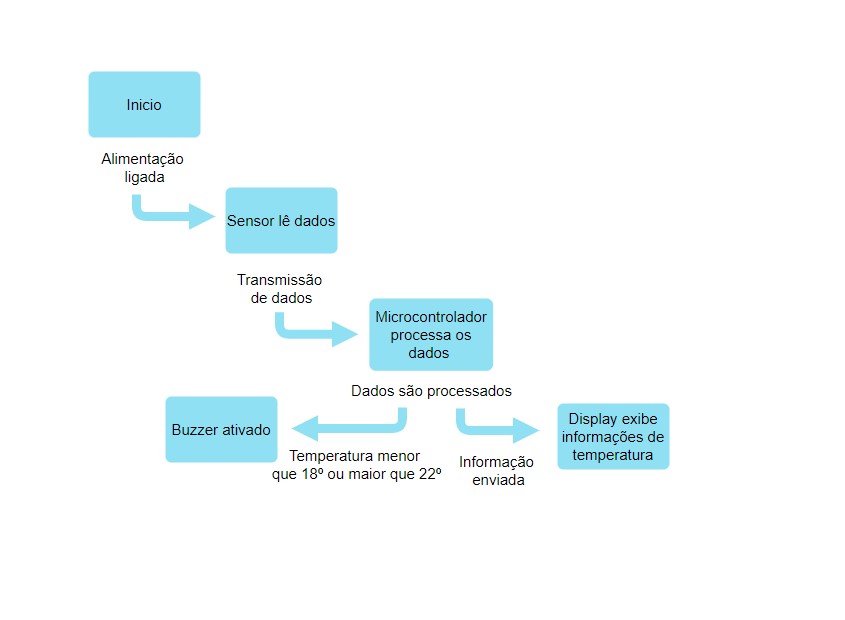 Inicio
Alimentação
ligada
Sensor lê dados
Transmissão
de dados
Microcontrolador
processa os
dados
Dados são processados
Buzzer ativado
Temperatura menor
que 18º ou maior que 22º
Informação
enviada
Display exibe
informações de
temperatura